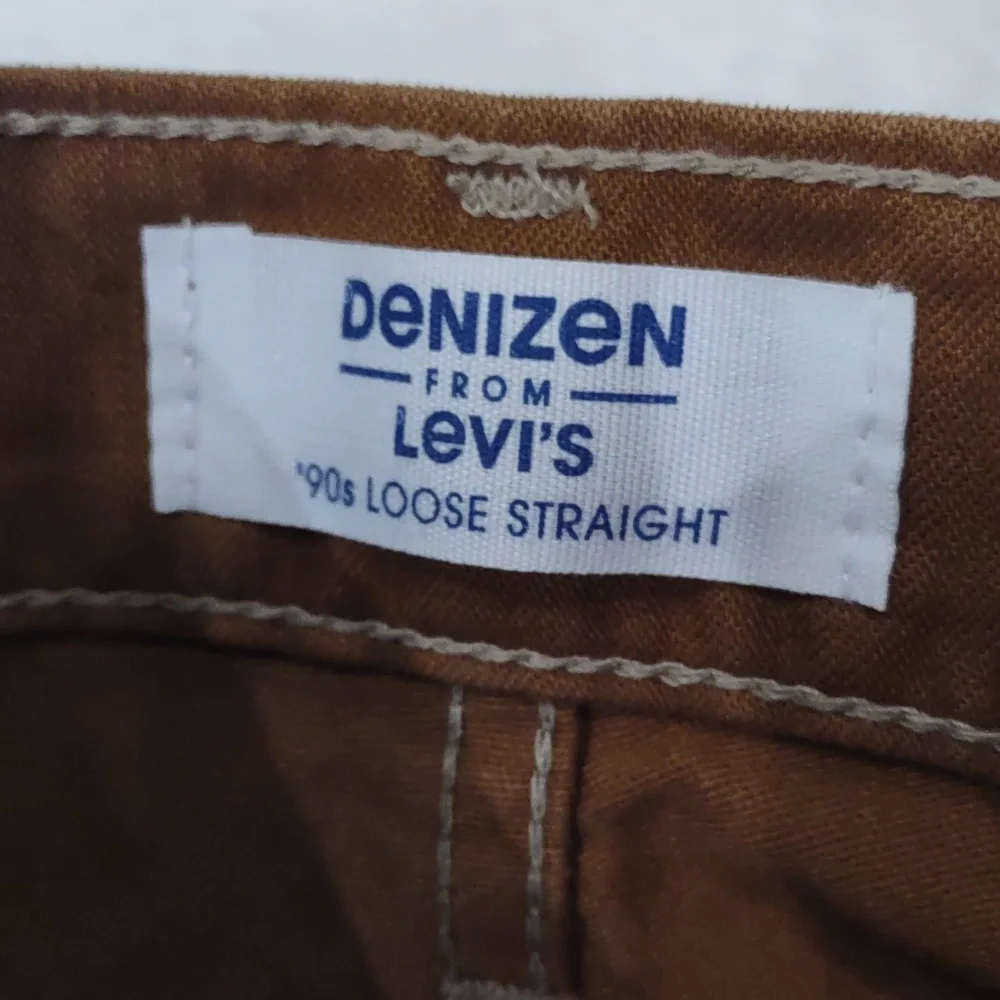 DeNIZeN
FROM
LeVI'S
'90s LOOSE STRAIGHT